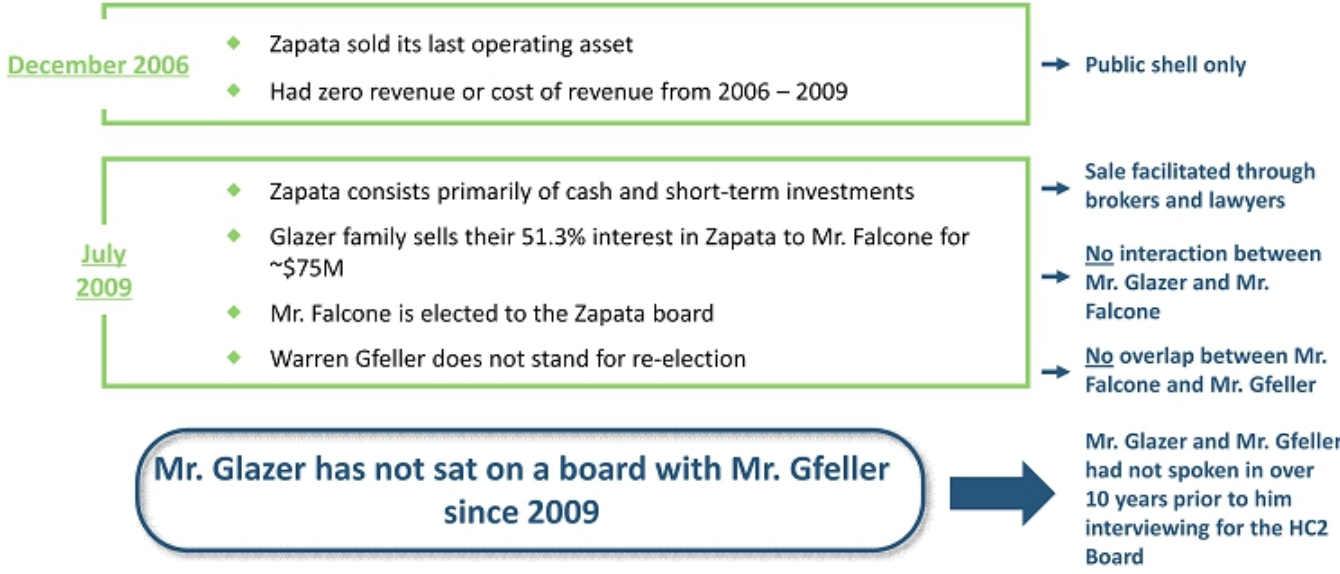 December 2006
Zapata sold its last operating asset
Had zero revenue or cost of revenue from 2006 – 2009
Public shell only
July
2009
Zapata consists primarily of cash and short-term investments
Glazer family sells their 51.3% interest in Zapata to Mr. Falcone for
~$75M
Mr. Falcone is elected to the Zapata board
Warren Gfeller does not stand for re-election
Sale facilitated through
brokers and lawyers
No interaction between
Mr. Glazer and Mr.
Falcone
No overlap between Mr.
Falcone and Mr. Gfeller
Mr. Glazer has not sat on a board with Mr. Gfeller
since 2009
Mr. Glazer and Mr. Gfeller
had not spoken in over
10 years prior to him
interviewing for the HC2
Board